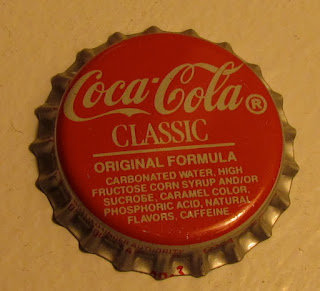 Coca-Cola®
CLASSIC
ORIGINAL FORMULA
CARBONATED WATER, HIGH
FRUCTOSE CORN SYRUP AND/OR
SUCROSE, CARAMEL COLOR,
PHOSPHORIC ACID, NATURAL
FLAVORS, CAFFEINE